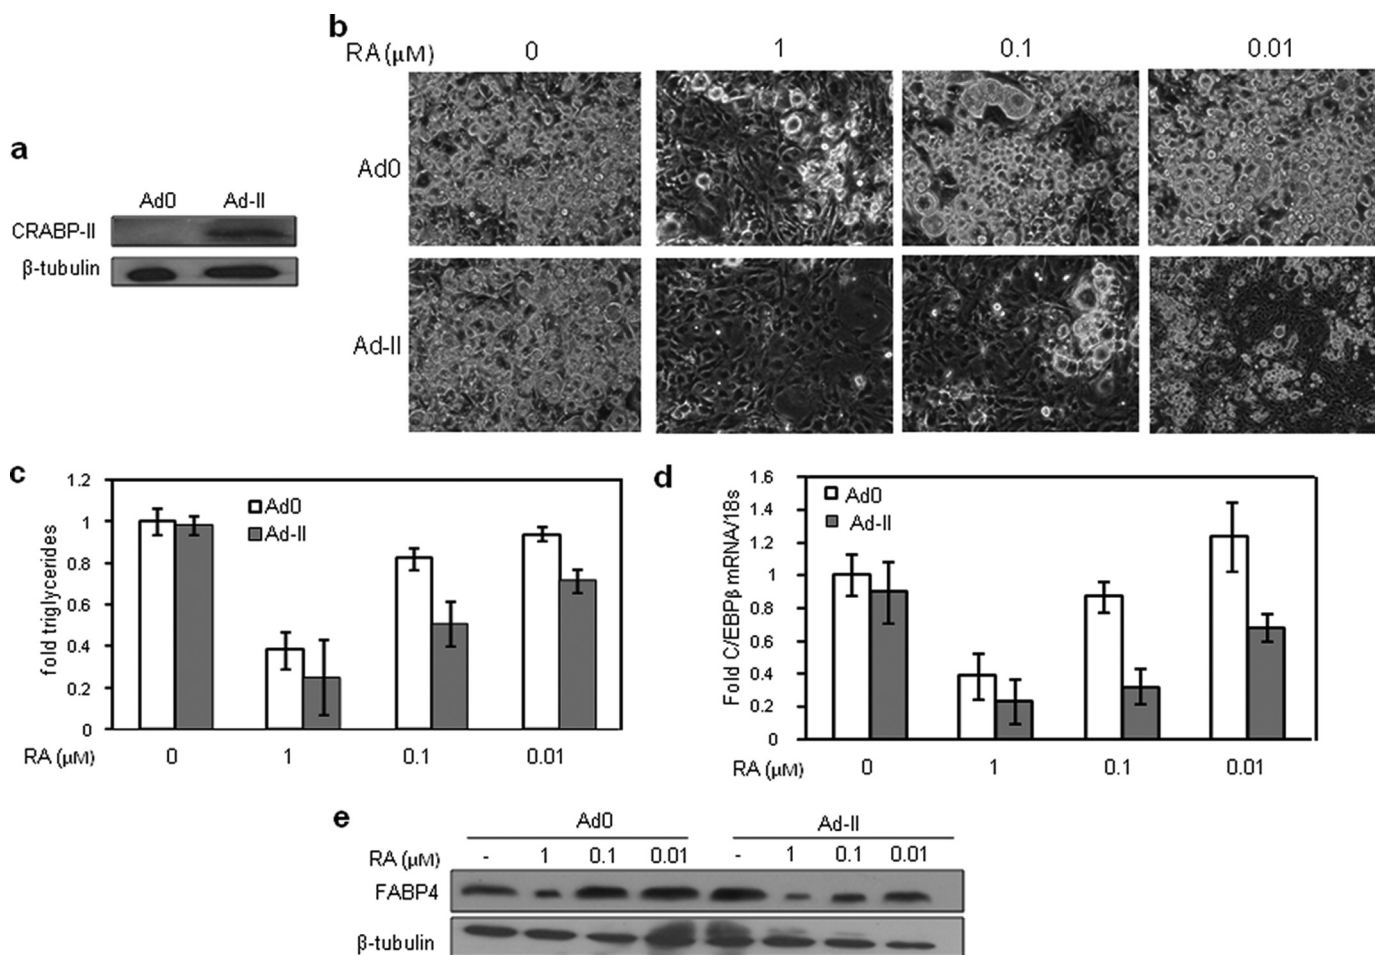 a
Ad0 Ad-II
CRABP-II
β-tubulin
b
RA (μM) 0 1 0.1 0.01
Ad0
Ad-II
c
1.2
1
0.8
0.6
0.4
0.2
0
fold triglycerides
Ad0
Ad-II
RA (μM) 0 1 0.1 0.01
d
1.6
1.4
1.2
1
0.8
0.6
0.4
0.2
0
Fold C/EBPβ mRNA/18s
Ad0
Ad-II
RA (μM) 0 1 0.1 0.01
e
Ad0 Ad-II
RA (μM) - 1 0.1 0.01 - 1 0.1 0.01
FABP4
β-tubulin